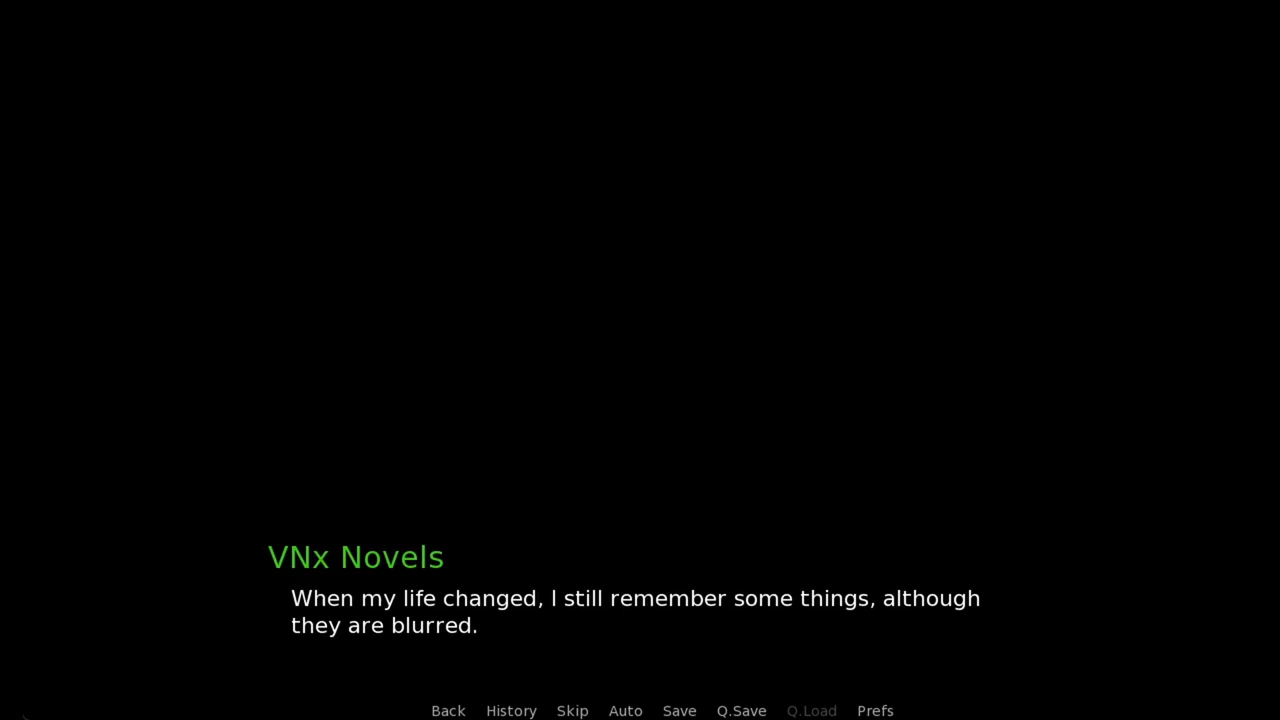 VNx Novels
When my life changed, I still remember some things, although
they are blurred.
Back History Skip Auto Save Q.Save Q.Load Prefs